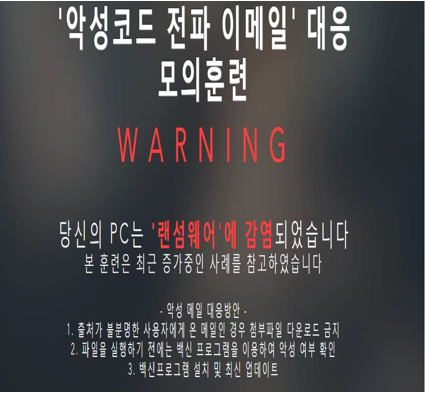 '악성코드 전파 이메일' 대응
모의훈련
WARNING
당신의 PC는 '랜섬웨어'에 감염되었습니다
본 훈련은 최근 증가중인 사례를 참고하였습니다
- 악성 메일 대응방안 -
1. 출처가 불분명한 사용자에게 온 메일인 경우 첨부파일 다운로드 금지
2. 파일을 실행하기 전에는 백신 프로그램을 이용하여 악성 여부 확인
3. 백신프로그램 설치 및 최신 업데이트